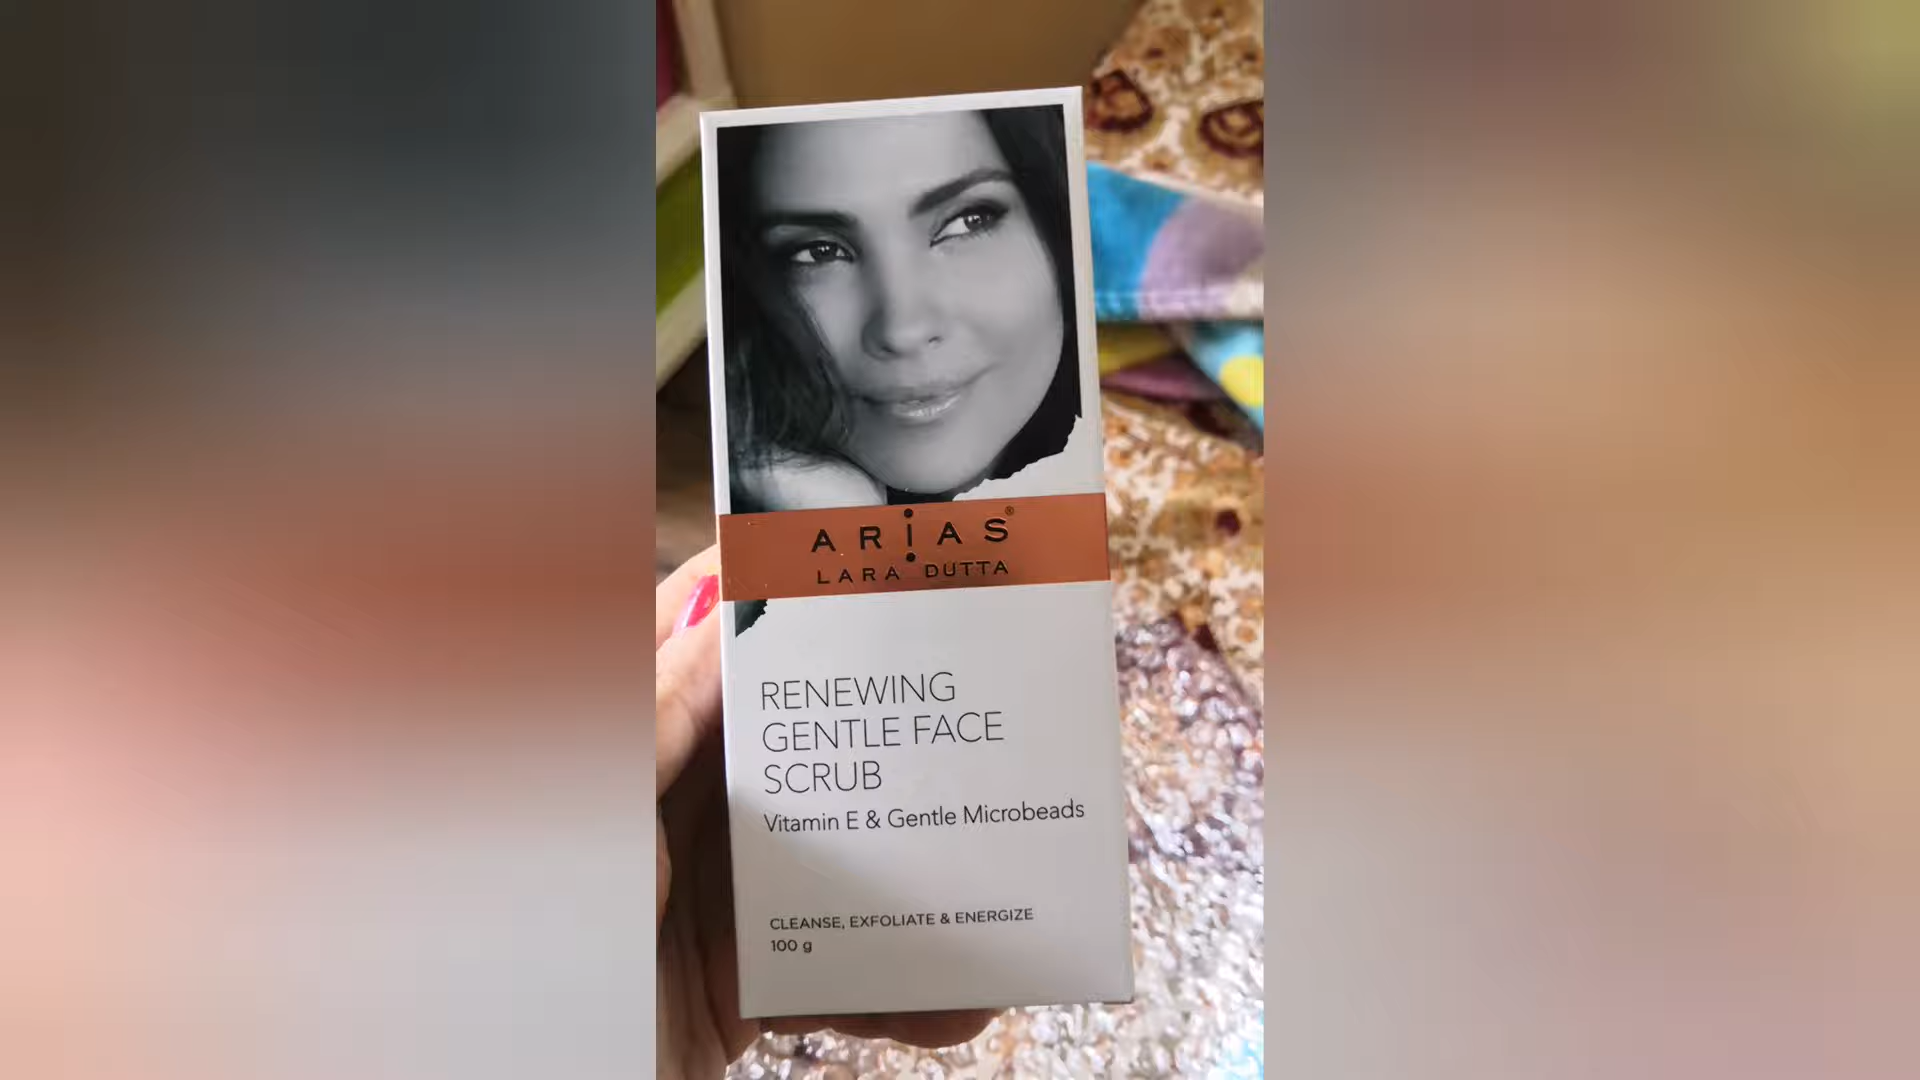 ARIAS®
LARA DUTTA
RENEWING
GENTLE FACE
SCRUB
Vitamin E & Gentle Microbeads
CLEANSE, EXFOLIATE & ENERGIZE
100 g